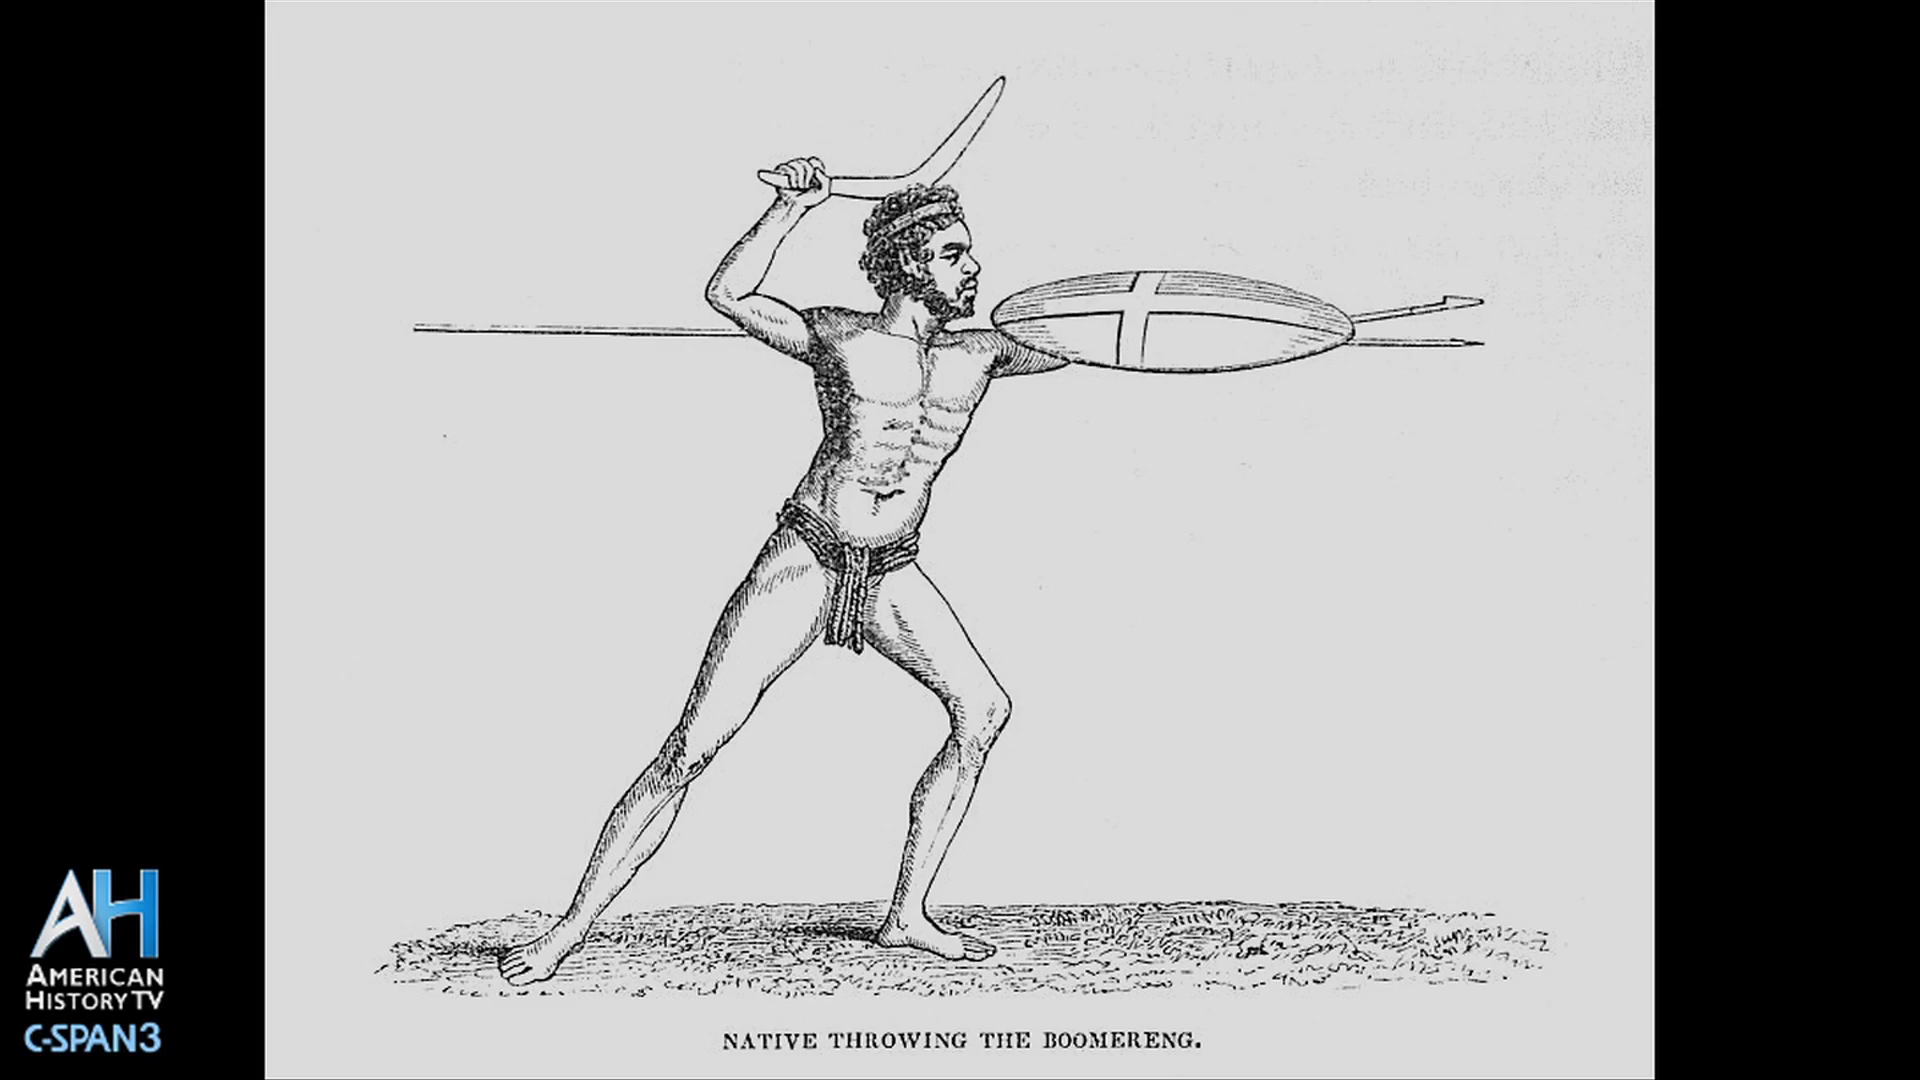 AH
AMERICAN
HISTORY TV
C-SPAN3
NATIVE THROWING THE BOOMERENG.